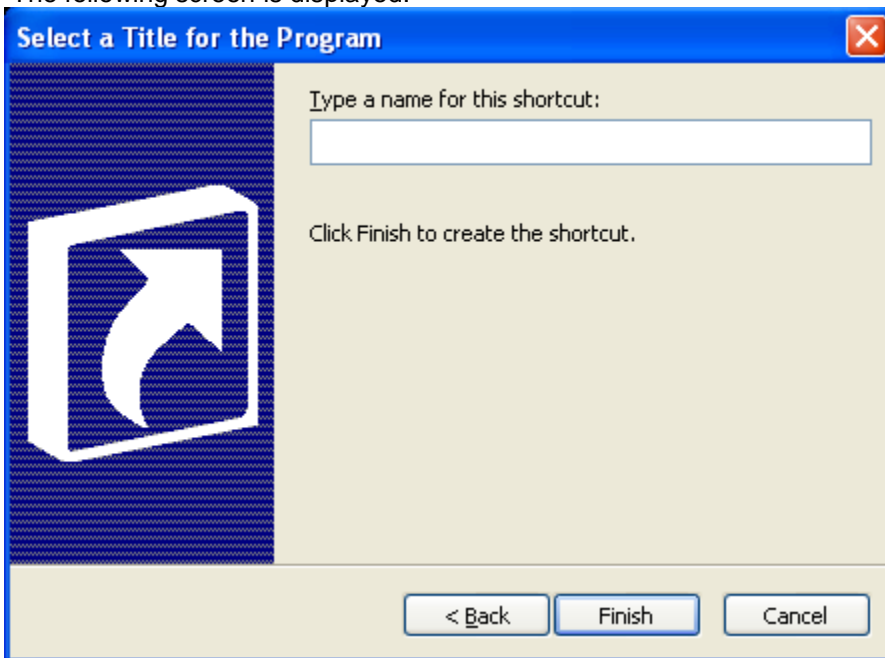 The following screen is displayed:
Select a Title for the Program
Type a name for this shortcut:
Click Finish to create the shortcut.
< Back
Finish
Cancel